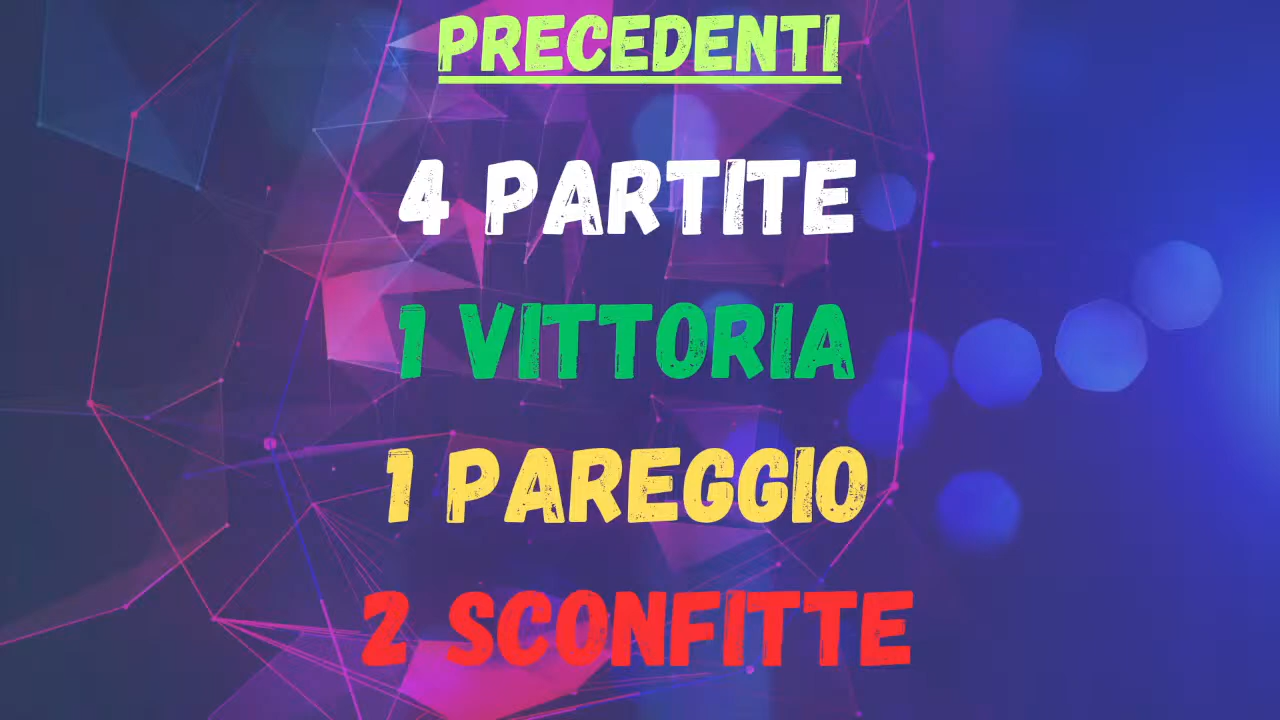 PRECEDENTI
4 PARTITE
1 VITTORIA
1 PAREGGIO
2 SCONFITTE